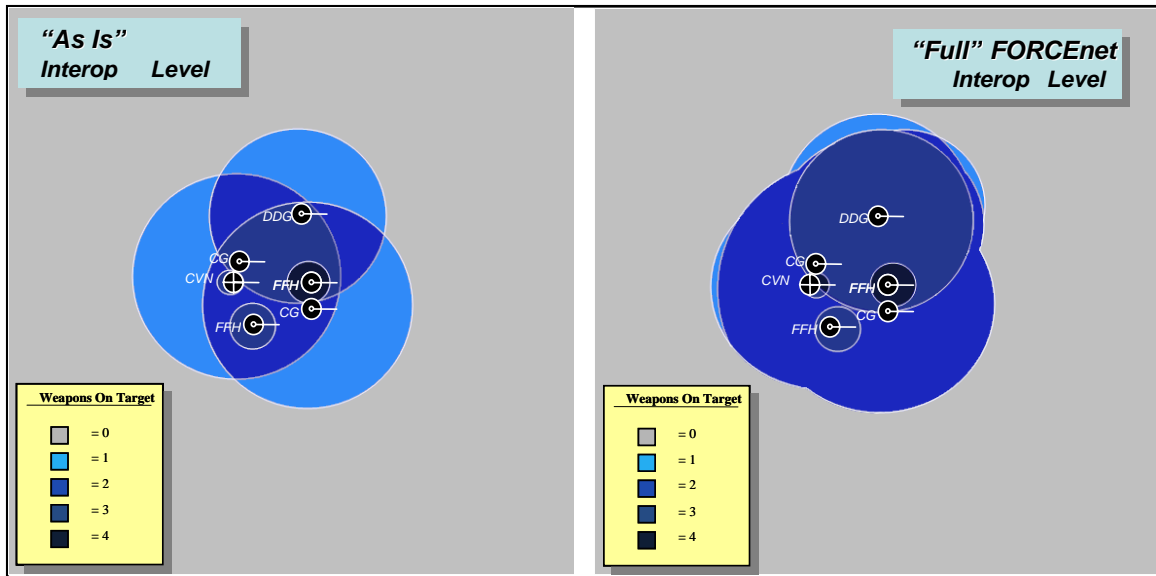 “As Is”
Interop Level
DDG
CG
CVN
FFH
CG
FFH
Weapons On Target
= 0
= 1
= 2
= 3
= 4
“Full” FORCEnet
Interop Level
DDG
CG
CVN
FFH
CG
FFH
Weapons On Target
= 0
= 1
= 2
= 3
= 4